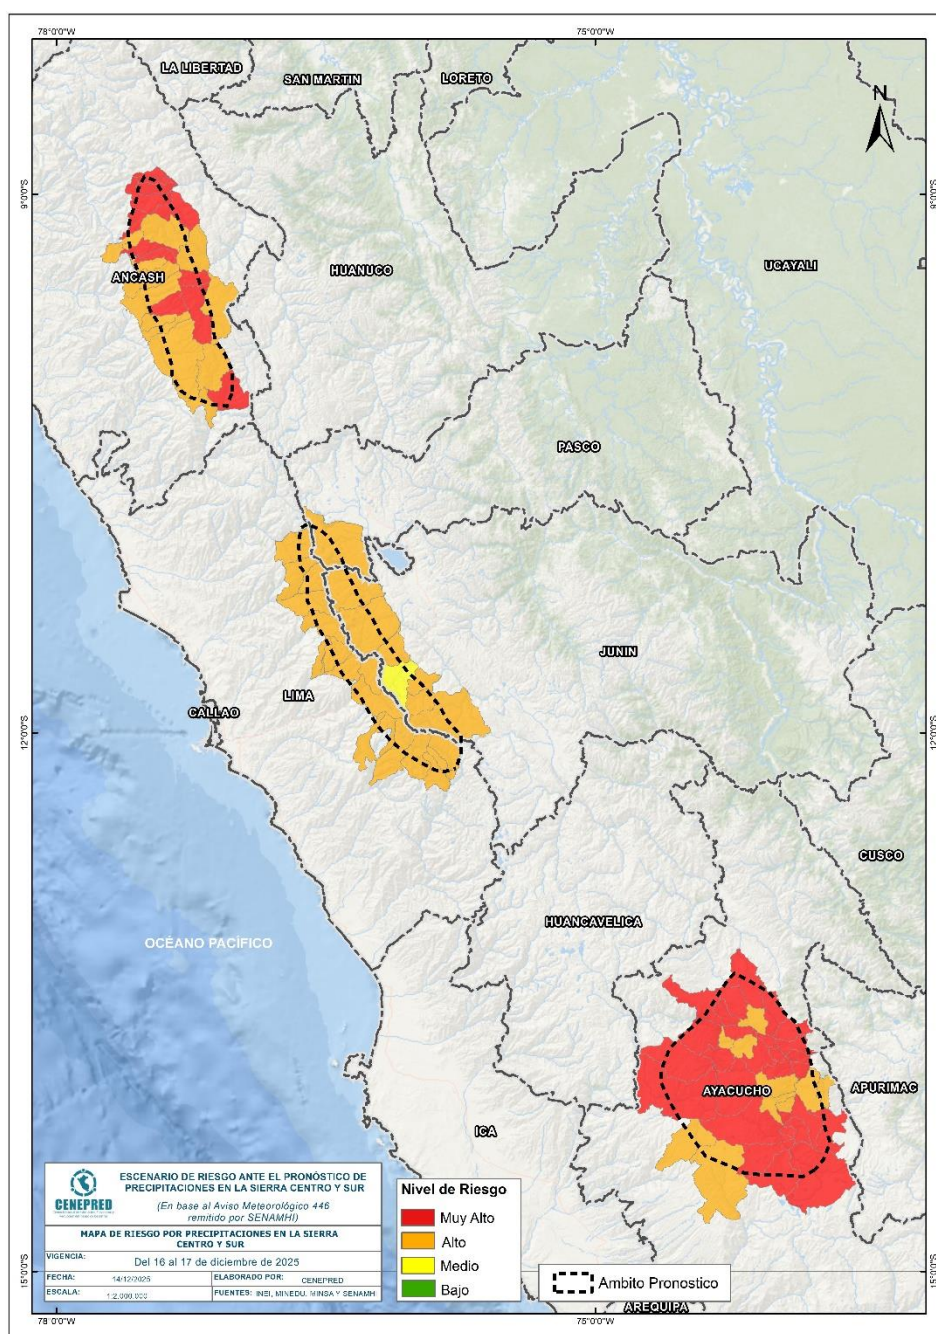 78°0'0"O
75°0'0"O
LA LIBERTAD
SAN MARTIN
LORETO
N
9°0'0"S
9°0'0"S
HUANUCO
UCAYALI
ANCASH
PASCO
JUNIN
LIMA
CALLAO
12°0'0"S
12°0'0"S
CUSCO
HUANCAVELICA
OCÉANO PACÍFICO
AYACUCHO
APURIMAC
ICA
CENEPRED
ESCENARIO DE RIESGO ANTE EL PRONÓSTICO DE
PRECIPITACIONES EN LA SIERRA CENTRO Y SUR
(En base al Aviso Meteorológico 446
remitido por SENAMHI)
MAPA DE RIESGO POR PRECIPITACIONES EN LA SIERRA
CENTRO Y SUR
VIGENCIA:
Del 16 al 17 de diciembre de 2025
FECHA:
14/12/2025
ELABORADO POR:
CENEPRED
ESCALA:
1:2.000.000
FUENTES: INEI, MINEDU, MINSA Y SENAMHI
Nivel de Riesgo
Muy Alto
Alto
Medio
Bajo
Ambito Pronostico
15°0'0"S
15°0'0"S
AREQUIPA
78°0'0"O
75°0'0"O